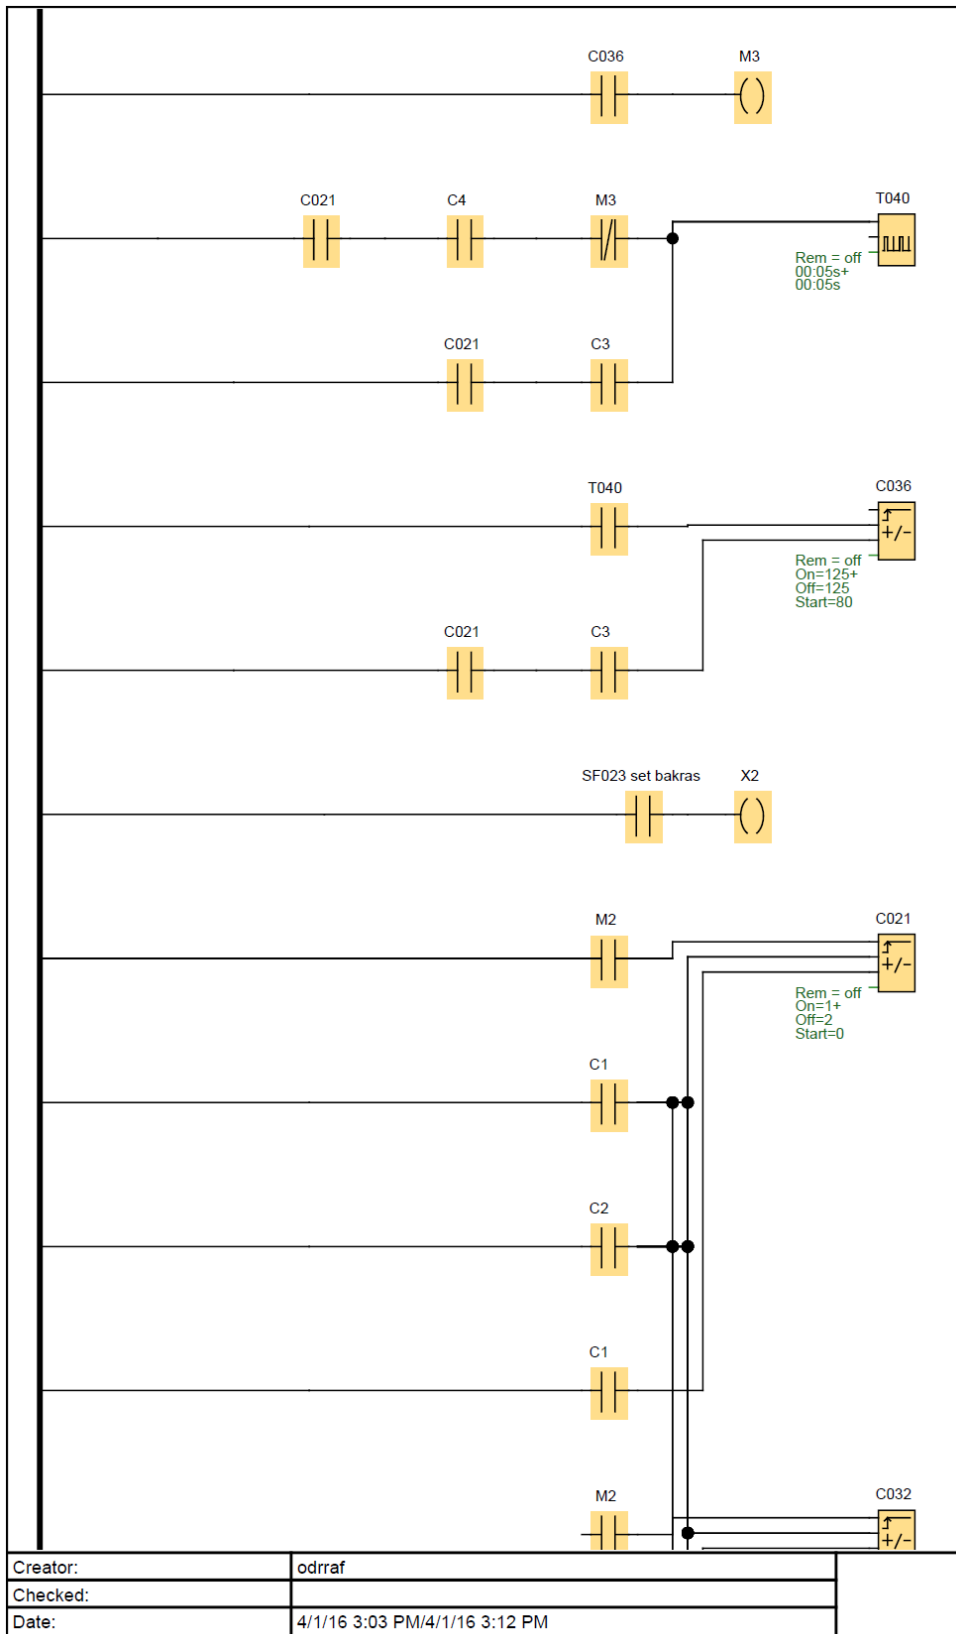 C036 M3
C021 C4 M3 T040
Rem = off
00:05s+
00:05s
C021 C3
T040 C036
+/-
Rem = off
On=125+
Off=125
Start=80
C021 C3
SF023 set bakras X2
M2 C021
+/-
Rem = off
On=1+
Off=2
Start=0
C1
C2
C1
M2 C032
+/-
Creator: odrraf
Checked:
Date: 4/1/16 3:03 PM/4/1/16 3:12 PM